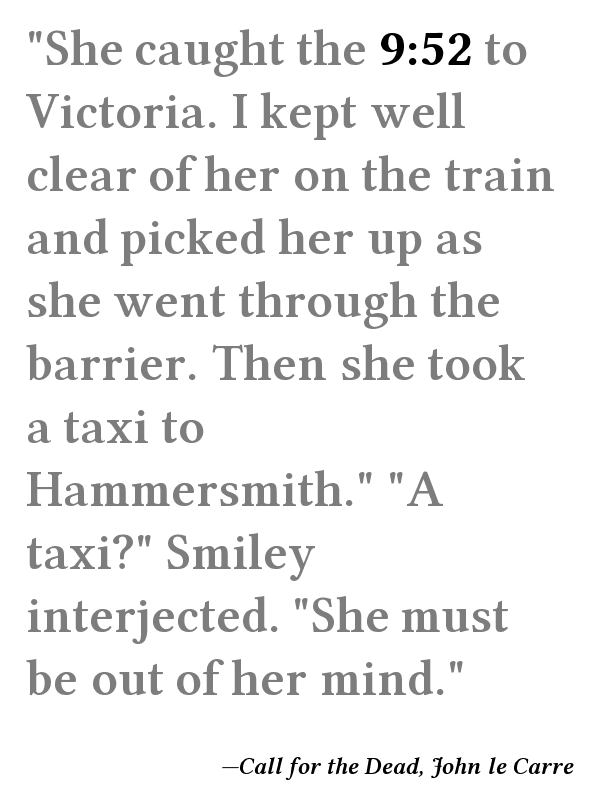 "She caught the 9:52 to
Victoria. I kept well
clear of her on the train
and picked her up as
she went through the
barrier. Then she took
a taxi to
Hammersmith." "A
taxi?" Smiley
interjected. "She must
be out of her mind."
—Call for the Dead, John le Carre